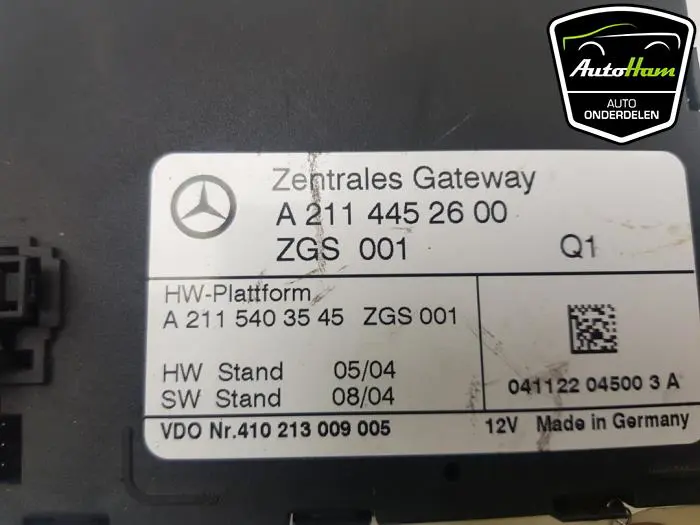 AutoHam
AUTO
ONDERDELEN
Zentrales Gateway
A 211 445 26 00
ZGS 001 Q1
HW-Plattform
A 211 540 35 45 ZGS 001
HW Stand 05/04
SW Stand 08/04
041122 04500 3 A
VDO Nr.410 213 009 005 12V Made in Germany